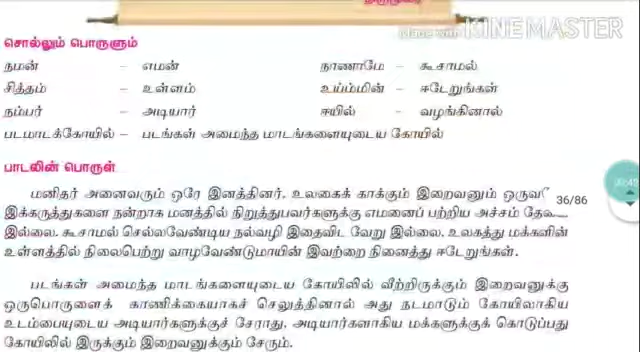 Made with KINE MASTER
சொல்லும் பொருளும்
நமன் – எமன் நாணாமே – கூசாமல்
சித்தம் – உள்ளம் உய்ம்மின் – ஈடேறுங்கள்
நம்பர் – அடியார் ஈயில் – வழங்கினால்
படமாடக்கோயில் – படங்கள் அமைந்த மாடங்களையுடைய கோயில்
பாடலின் பொருள்
மனிதர் அனைவரும் ஒரே இனத்தினர். உலகைக் காக்கும் இறைவனும் 36/86
இக்கருத்துகளை நன்றாக மனத்தில் நிறுத்துபவர்களுக்கு எமனைப் பற்றிய அச்சம்
இல்லை. கூசாமல் செல்லவேண்டிய நல்வழி இதைவிட வேறு இல்லை. உலகத்து மக்களின்
உள்ளத்தில் நிலைபெற்று வாழவேண்டுமாயின் இவற்றை நினைத்து ஈடேறுங்கள்.
படங்கள் அமைந்த மாடங்களையுடைய கோயிலில் வீற்றிருக்கும் இறைவனுக்கு
ஒருபொருளைக் காணிக்கையாகச் செலுத்தினால் அது நடமாடும் கோயிலாகிய
உடம்பையுடைய அடியார்களுக்குச் சேராது. அடியார்களாகிய மக்களுக்குக் கொடுப்பது
கோயிலில் இருக்கும் இறைவனுக்கும் சேரும்.